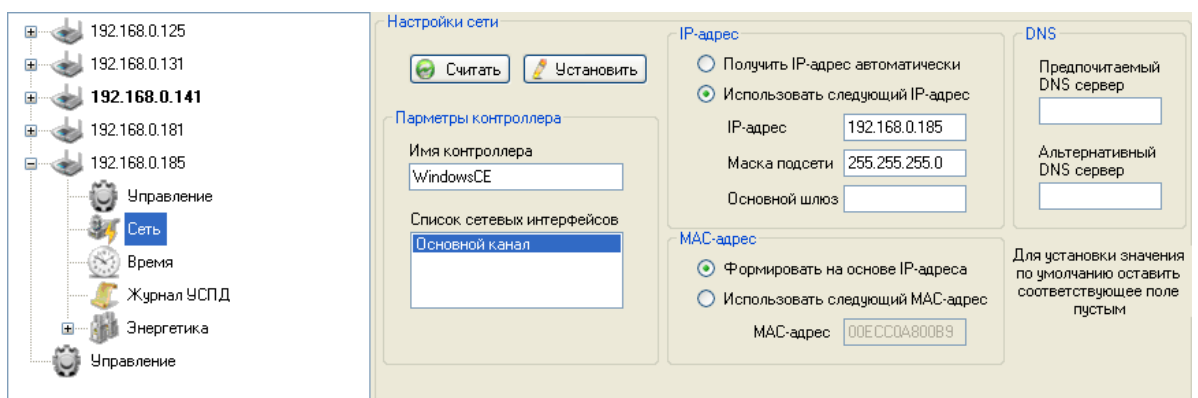 192.168.0.125
192.168.0.131
192.168.0.141
192.168.0.181
192.168.0.185
Управление
Сеть
Время
Журнал УСПД
Энергетика
Управление
Настройки сети
Считать
Установить
Парметры контроллера
Имя контроллера
WindowsCE
Список сетевых интерфейсов
Основной канал
IP-адрес
Получить IP-адрес автоматически
Использовать следующий IP-адрес
IP-адрес 192.168.0.185
Маска подсети 255.255.255.0
Основной шлюз
MAC-адрес
Формировать на основе IP-адреса
Использовать следующий MAC-адрес
MAC-адрес 00ECC0A800B9
DNS
Предпочитаемый
DNS сервер
Альтернативный
DNS сервер
Для установки значения
по умолчанию оставить
соответствующее поле
пустым